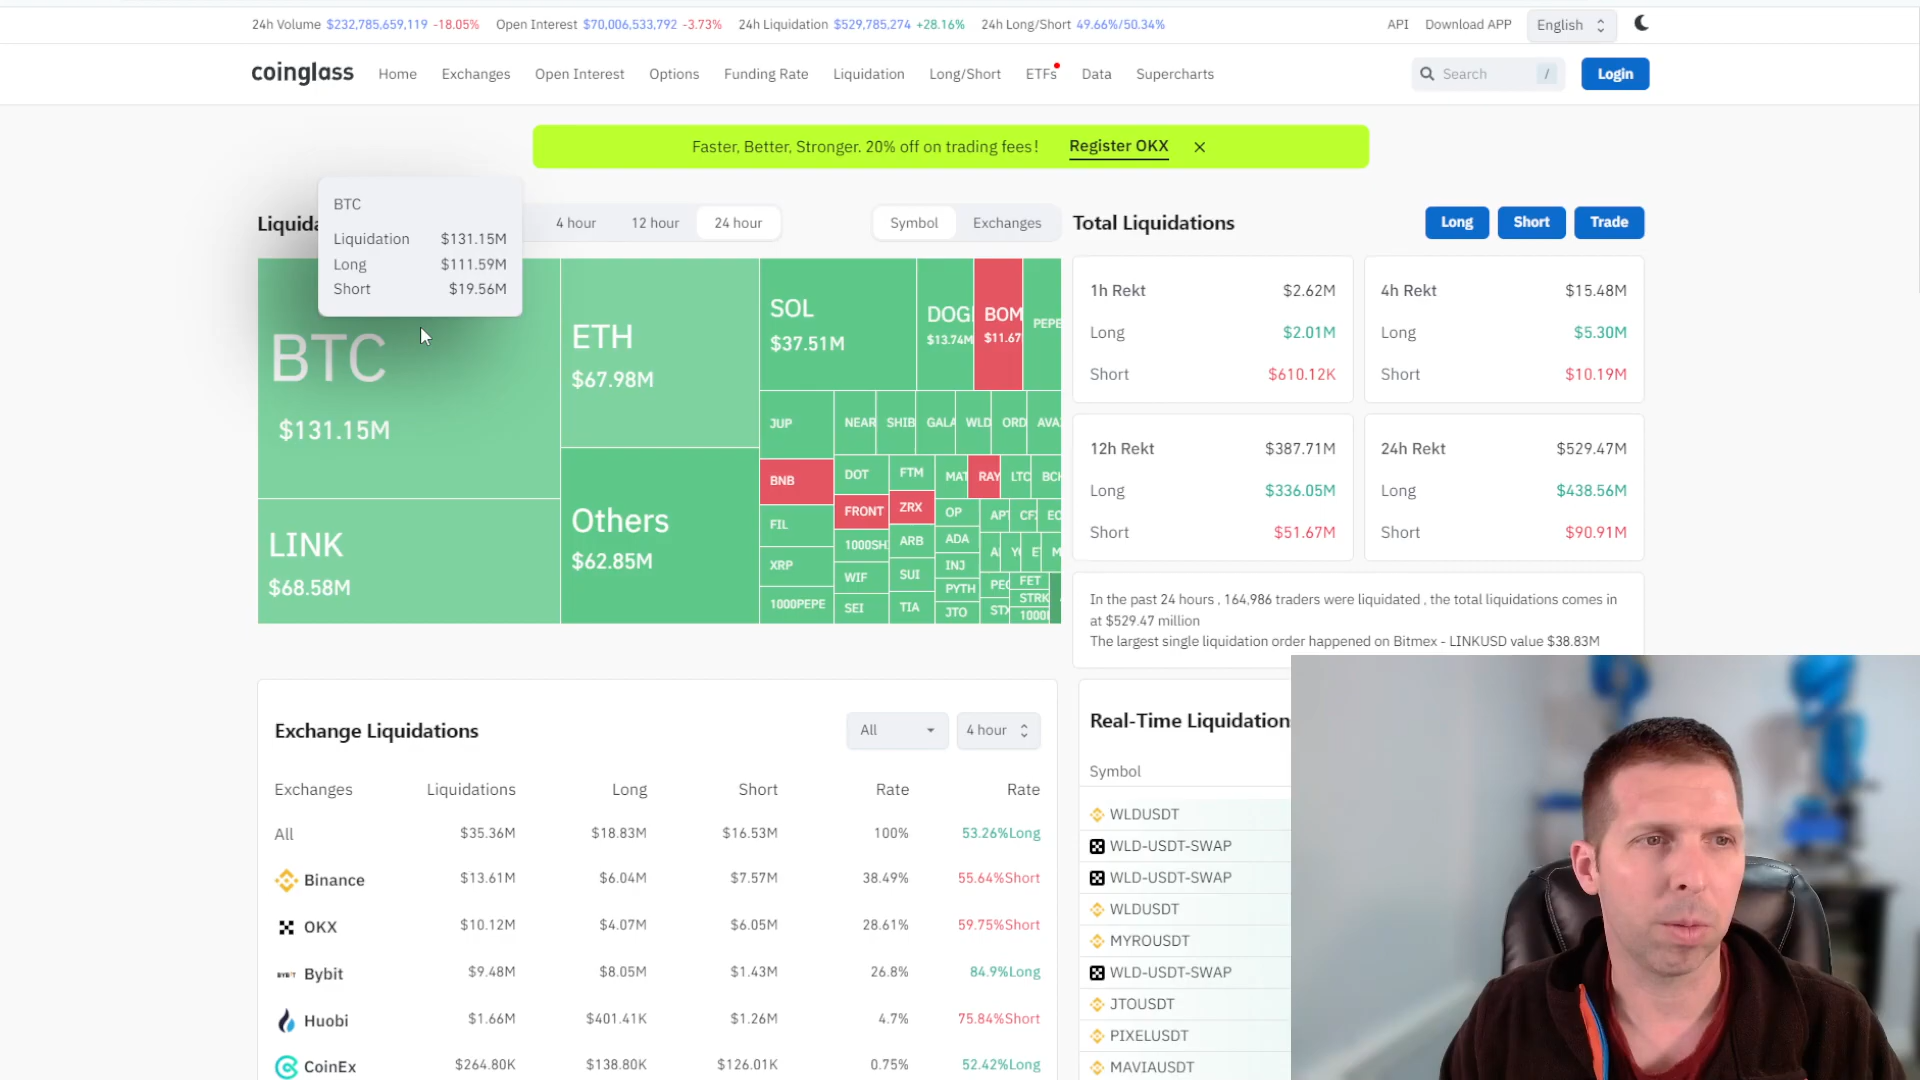 24h Volume $232,785,659,119 -18.05% Open Interest $70,006,533,792 -3.73% 24h Liquidation $529,785,274 +28.16% 24h Long/Short 49.66%/50.34% API Download APP English
coinglass Home Exchanges Open Interest Options Funding Rate Liquidation Long/Short ETFs Data Supercharts Search / Login
Faster, Better, Stronger. 20% off on trading fees! Register OKX
BTC
Liquidation $131.15M
Long $111.59M
Short $19.56M
4 hour 12 hour 24 hour Symbol Exchanges
BTC
$131.15M
LINK
$68.58M
ETH
$67.98M
Others
$62.85M
SOL
$37.51M
DOG
$13.74M
BOM
$11.67
PEPE
JUP
NEAR SHIB GALA WLD ORD AVA
BNB
DOT FTM MAT RAY LTC BCH
FRONT ZRX OP APT CF EO
FIL
1000SH ARB ADA
XRP
WIF SUI INJ FET
PYTH STRK
1000PEPE SEI TIA JTO STX 1000
Total Liquidations Long Short Trade
1h Rekt $2.62M
Long $2.01M
Short $610.12K
4h Rekt $15.48M
Long $5.30M
Short $10.19M
12h Rekt $387.71M
Long $336.05M
Short $51.67M
24h Rekt $529.47M
Long $438.56M
Short $90.91M
In the past 24 hours , 164,986 traders were liquidated , the total liquidations comes in
at $529.47 million
The largest single liquidation order happened on Bitmex - LINKUSD value $38.83M
Exchange Liquidations All 4 hour
Exchanges Liquidations Long Short Rate Rate
All $35.36M $18.83M $16.53M 100% 53.26%Long
Binance $13.61M $6.04M $7.57M 38.49% 55.64%Short
OKX $10.12M $4.07M $6.05M 28.61% 59.75%Short
Bybit $9.48M $8.05M $1.43M 26.8% 84.9%Long
Huobi $1.66M $401.41K $1.26M 4.7% 75.84%Short
CoinEx $264.80K $138.80K $126.01K 0.75% 52.42%Long
Real-Time Liquidation
Symbol
WLDUSDT
WLD-USDT-SWAP
WLD-USDT-SWAP
WLDUSDT
MYROUSDT
WLD-USDT-SWAP
JTOUSDT
PIXELUSDT
MAVIAUSDT